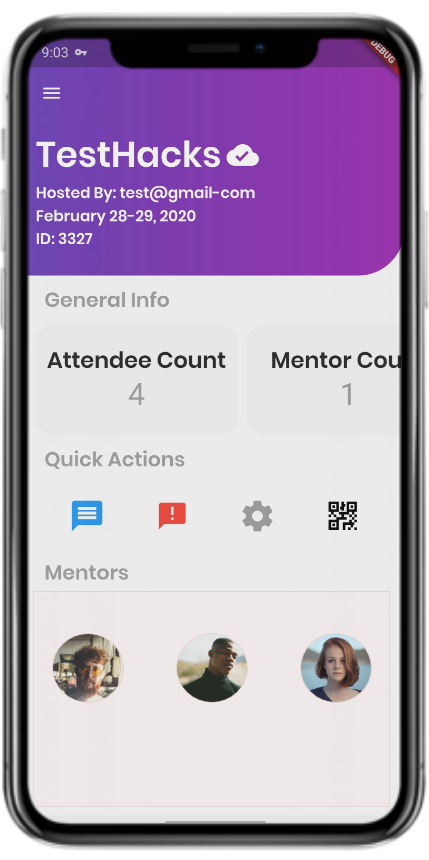 9:03
DEBUG
TestHacks
Hosted By: test@gmail-com
February 28-29, 2020
ID: 3327
General Info
Attendee Count
4
Mentor Cou
1
Quick Actions
Mentors